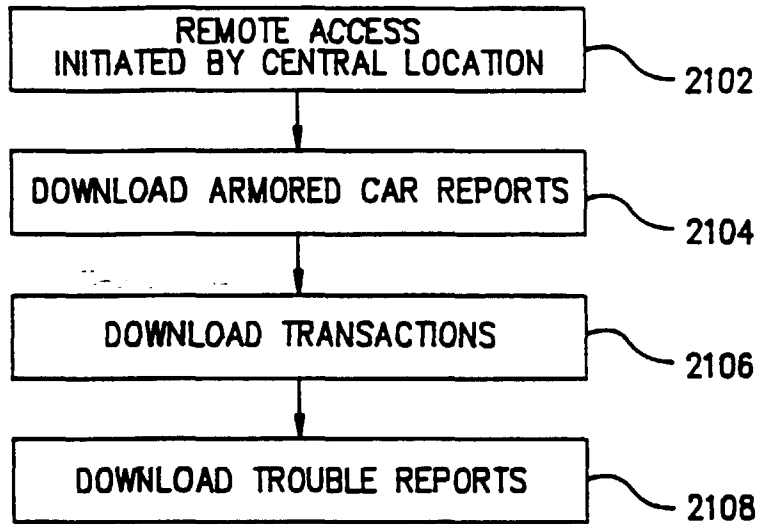 REMOTE ACCESS
INITIATED BY CENTRAL LOCATION
2102
DOWNLOAD ARMORED CAR REPORTS
2104
DOWNLOAD TRANSACTIONS
2106
DOWNLOAD TROUBLE REPORTS
2108